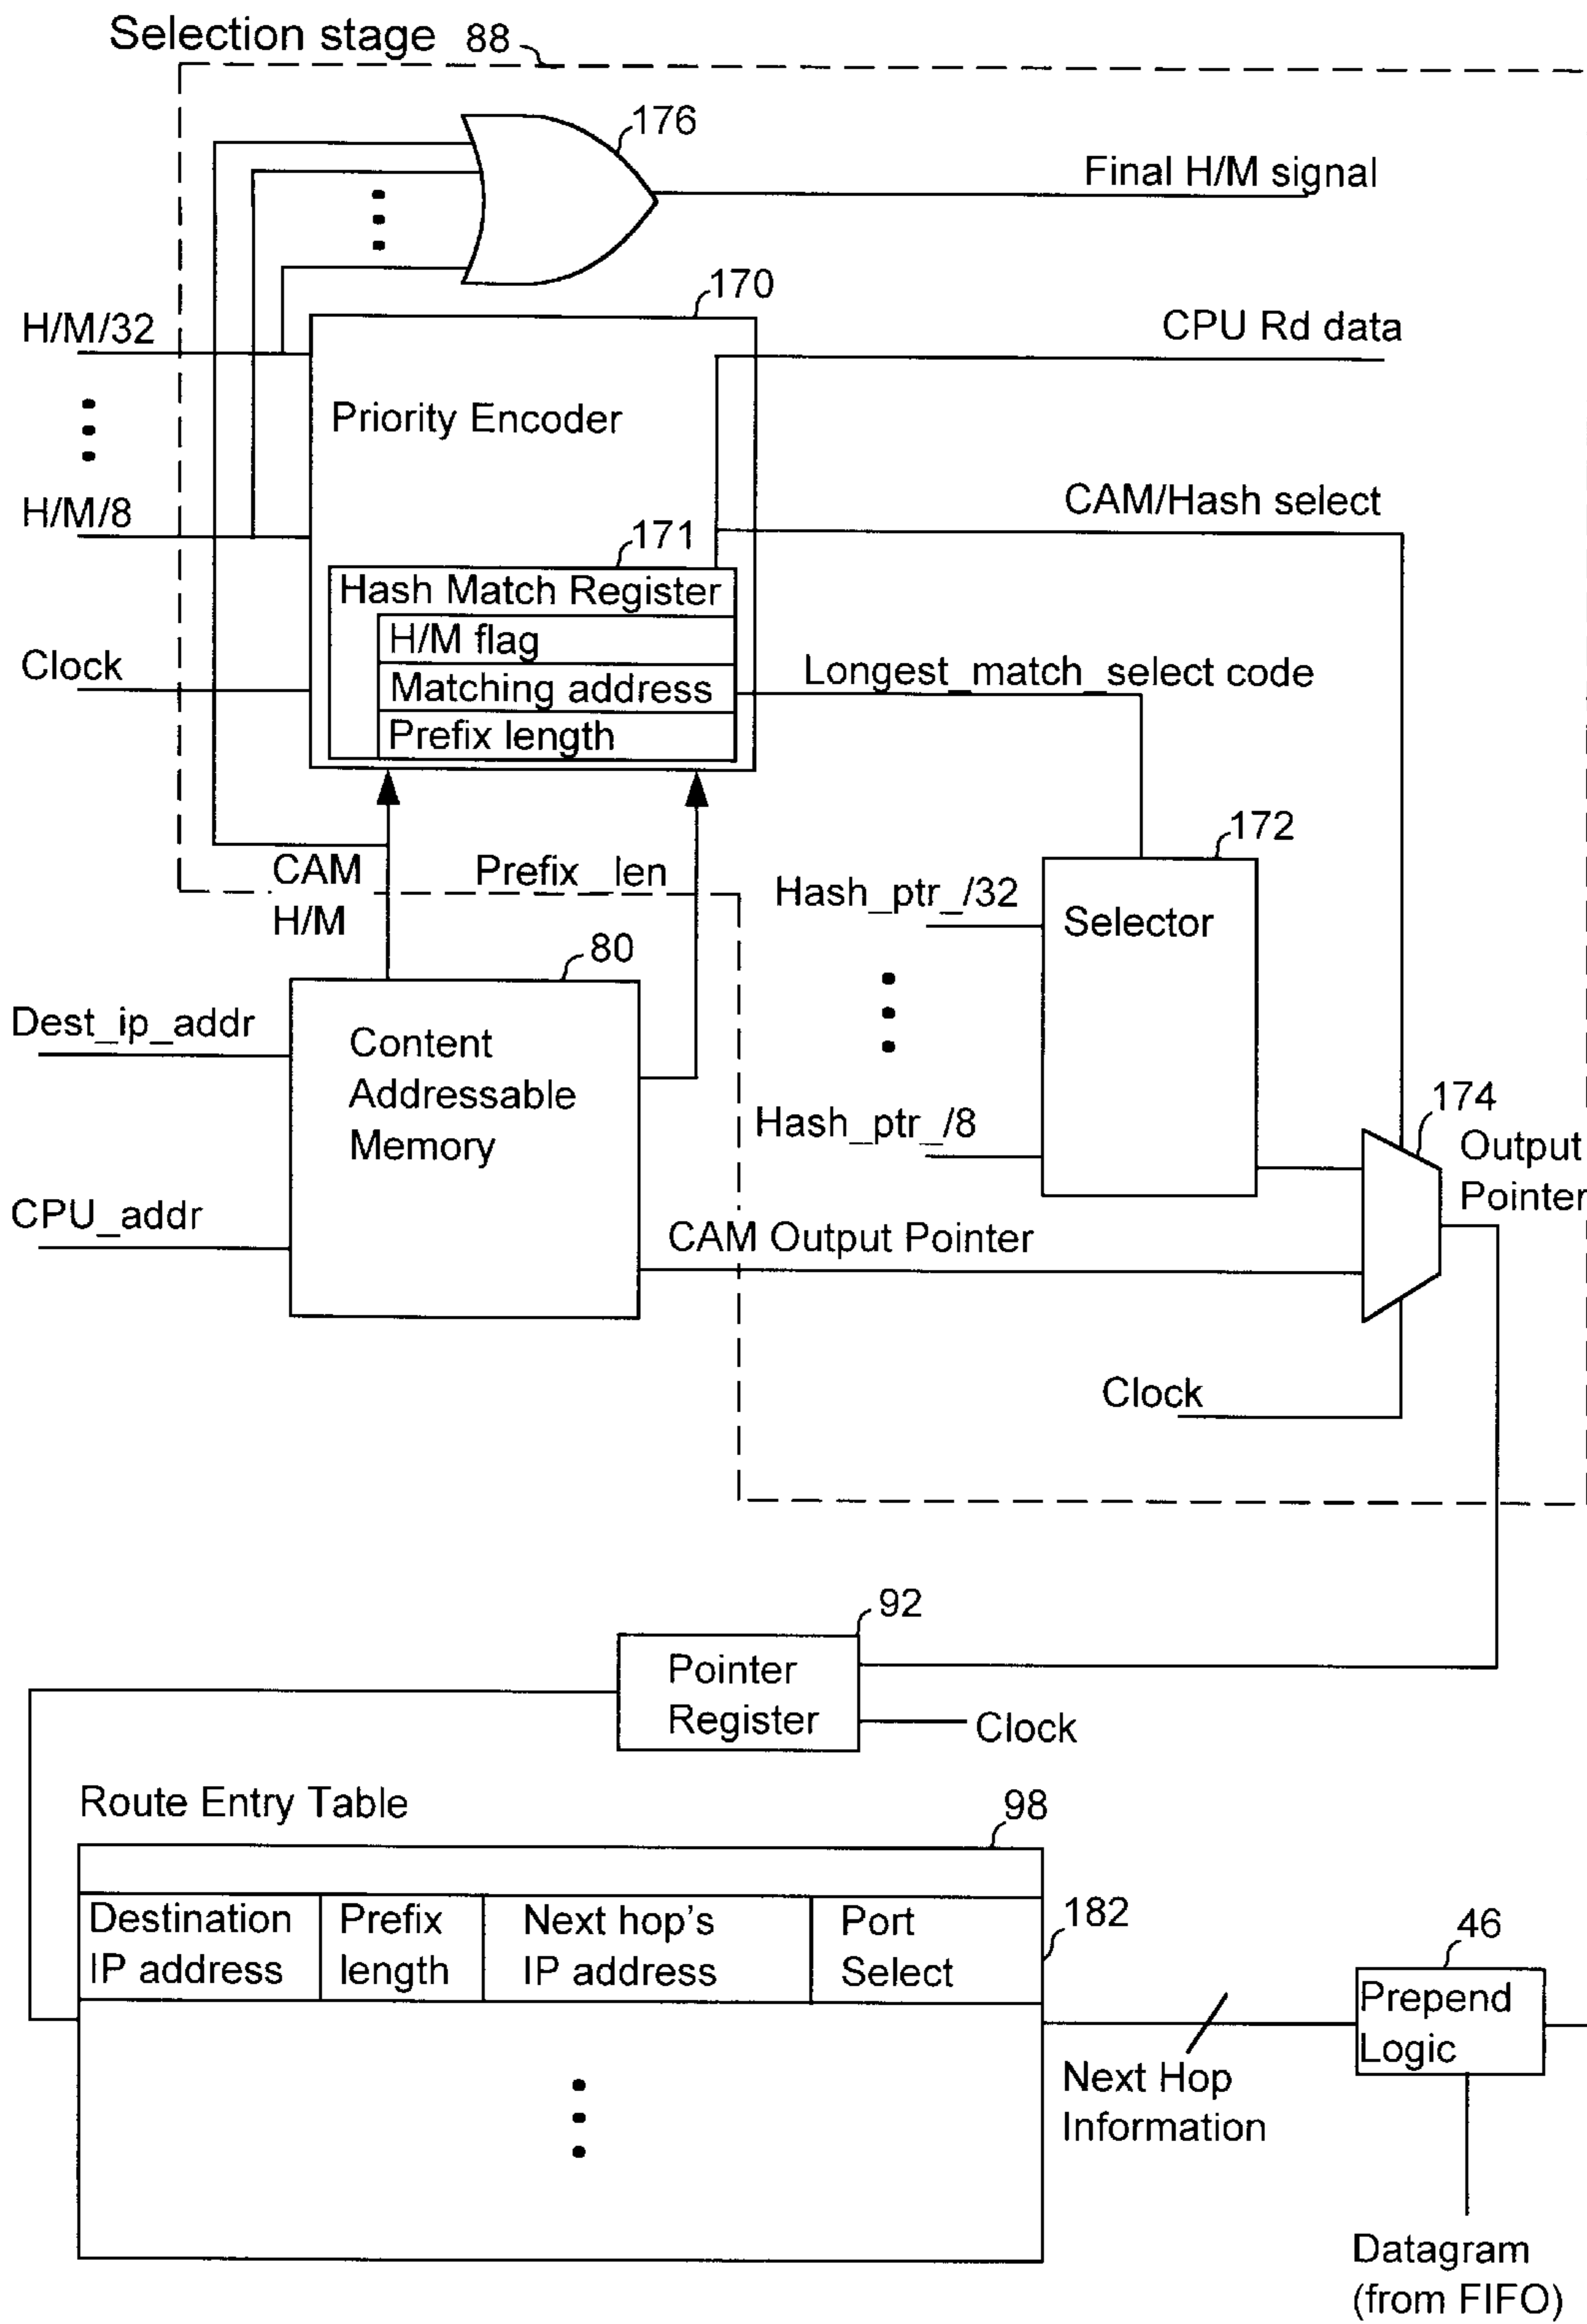 Selection stage 88
176
Final H/M signal
170
H/M/32
CPU Rd data
Priority Encoder
H/M/8
CAM/Hash select
171
Hash Match Register
H/M flag
Clock
Matching address
Longest_match_select code
Prefix length
172
CAM
H/M
Prefix_len
Hash_ptr_/32
Selector
80
Dest_ip_addr
Content
Addressable
Memory
174
Hash_ptr_/8
Output
Pointer
CPU_addr
CAM Output Pointer
Clock
92
Pointer
Register
Clock
Route Entry Table
98
Destination
IP address
Prefix
length
Next hop's
IP address
Port
Select
182
46
Prepend
Logic
Next Hop
Information
Datagram
(from FIFO)